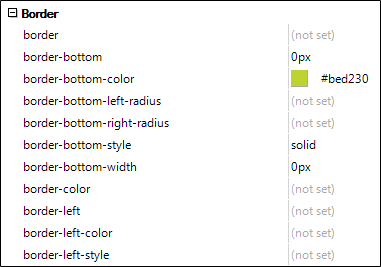 Border
border (not set)
border-bottom 0px
border-bottom-color #bed230
border-bottom-left-radius (not set)
border-bottom-right-radius (not set)
border-bottom-style solid
border-bottom-width 0px
border-color (not set)
border-left (not set)
border-left-color (not set)
border-left-style (not set)